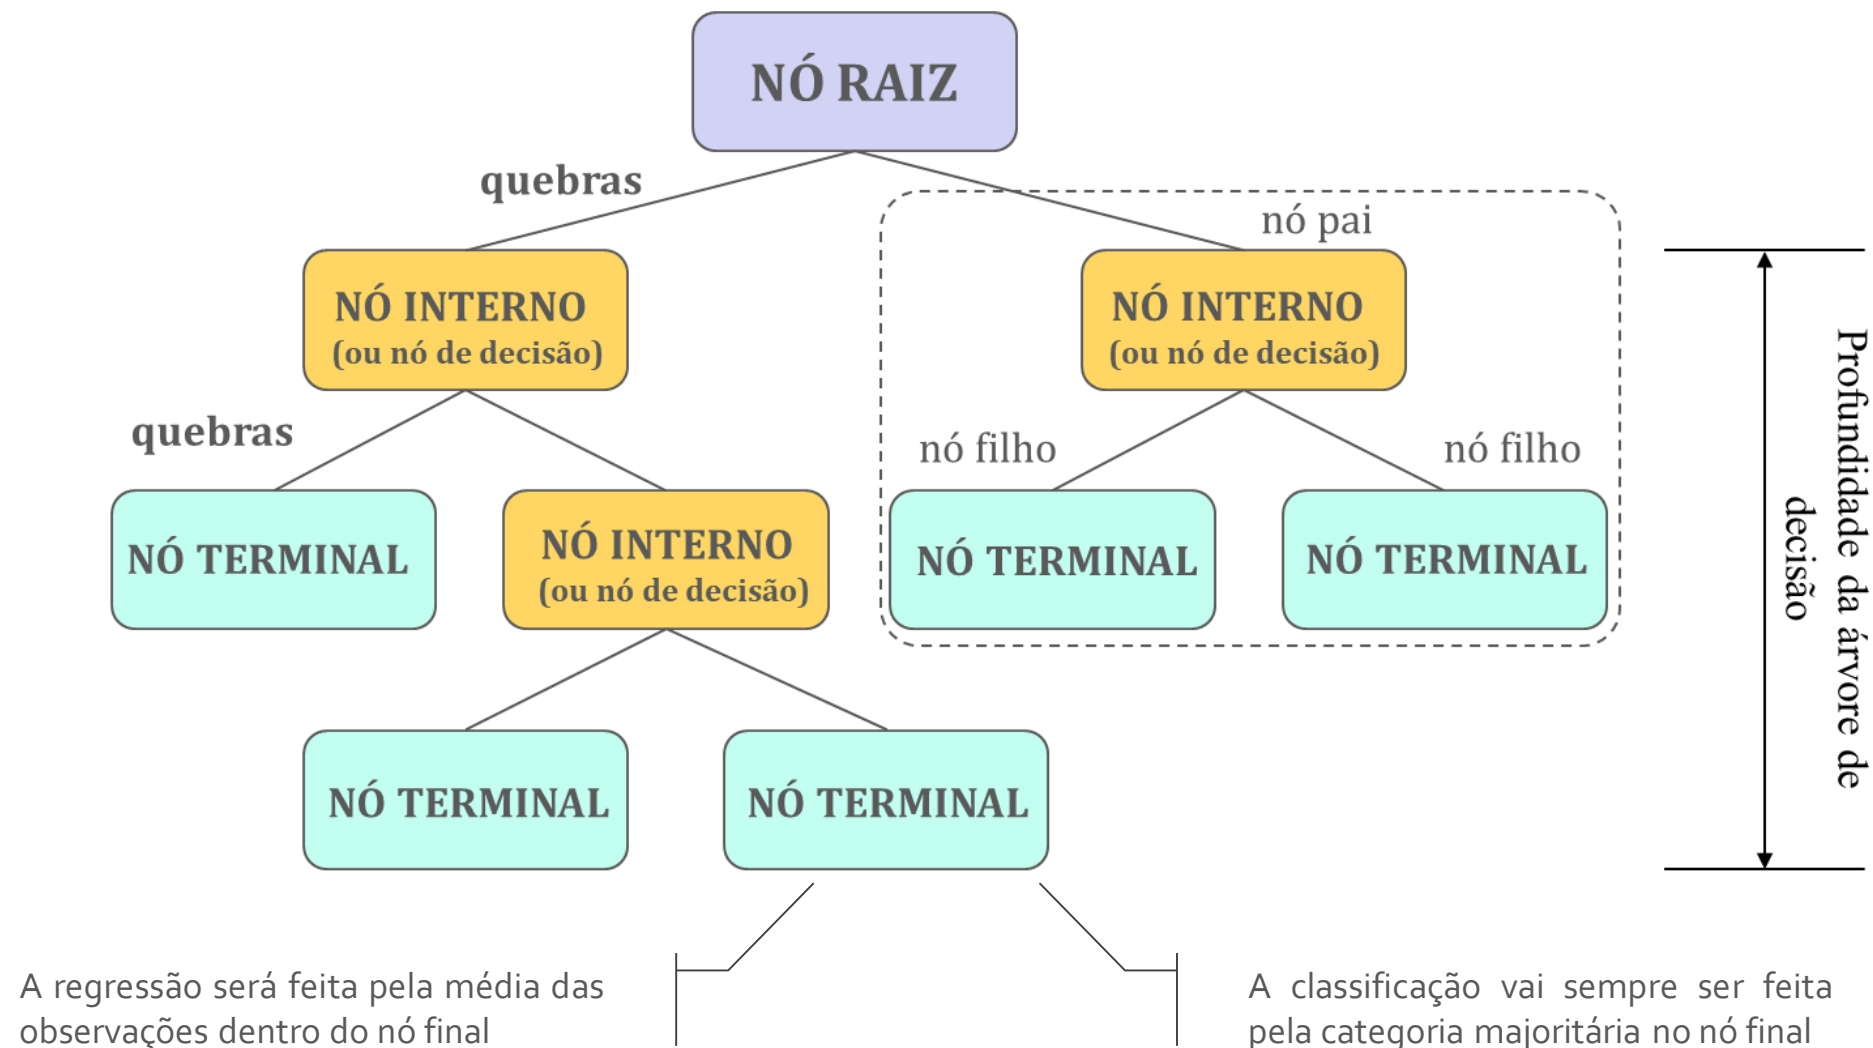 NÓ RAIZ
quebras
nó pai
NÓ INTERNO
(ou nó de decisão)
NÓ INTERNO
(ou nó de decisão)
quebras
nó filho
nó filho
NÓ TERMINAL
NÓ INTERNO
(ou nó de decisão)
NÓ TERMINAL
NÓ TERMINAL
NÓ TERMINAL
NÓ TERMINAL
Profundidade da árvore de
decisão
A regressão será feita pela média das
observações dentro do nó final
A classificação vai sempre ser feita
pela categoria majoritária no nó final